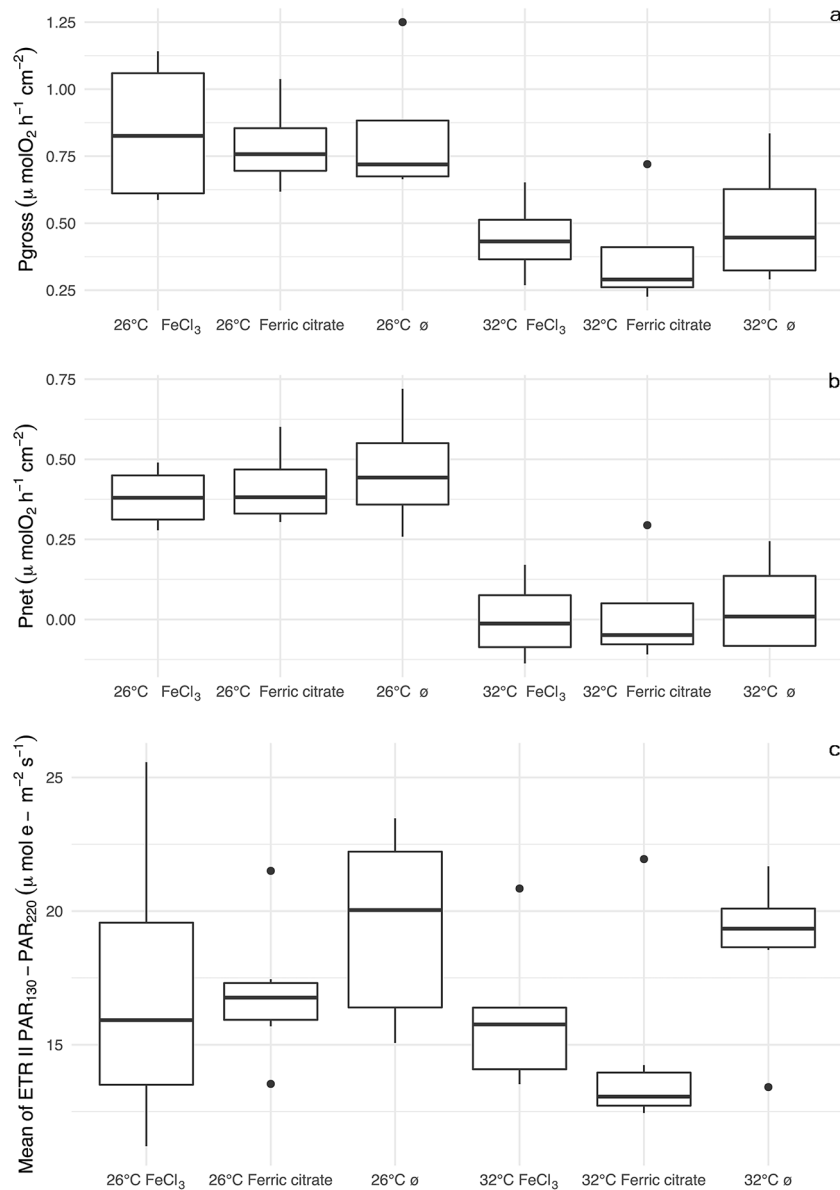 a
Pgross (μ molO₂ h⁻¹ cm⁻²)
1.25
1.00
0.75
0.50
0.25
26°C FeCl₃ 26°C Ferric citrate 26°C ø 32°C FeCl₃ 32°C Ferric citrate 32°C ø
b
Pnet (μ molO₂ h⁻¹ cm⁻²)
0.75
0.50
0.25
0.00
26°C FeCl₃ 26°C Ferric citrate 26°C ø 32°C FeCl₃ 32°C Ferric citrate 32°C ø
c
Mean of ETR II PAR₁₃₀ – PAR₂₂₀ (μ mol e – m⁻² s⁻¹)
25
20
15
26°C FeCl₃ 26°C Ferric citrate 26°C ø 32°C FeCl₃ 32°C Ferric citrate 32°C ø